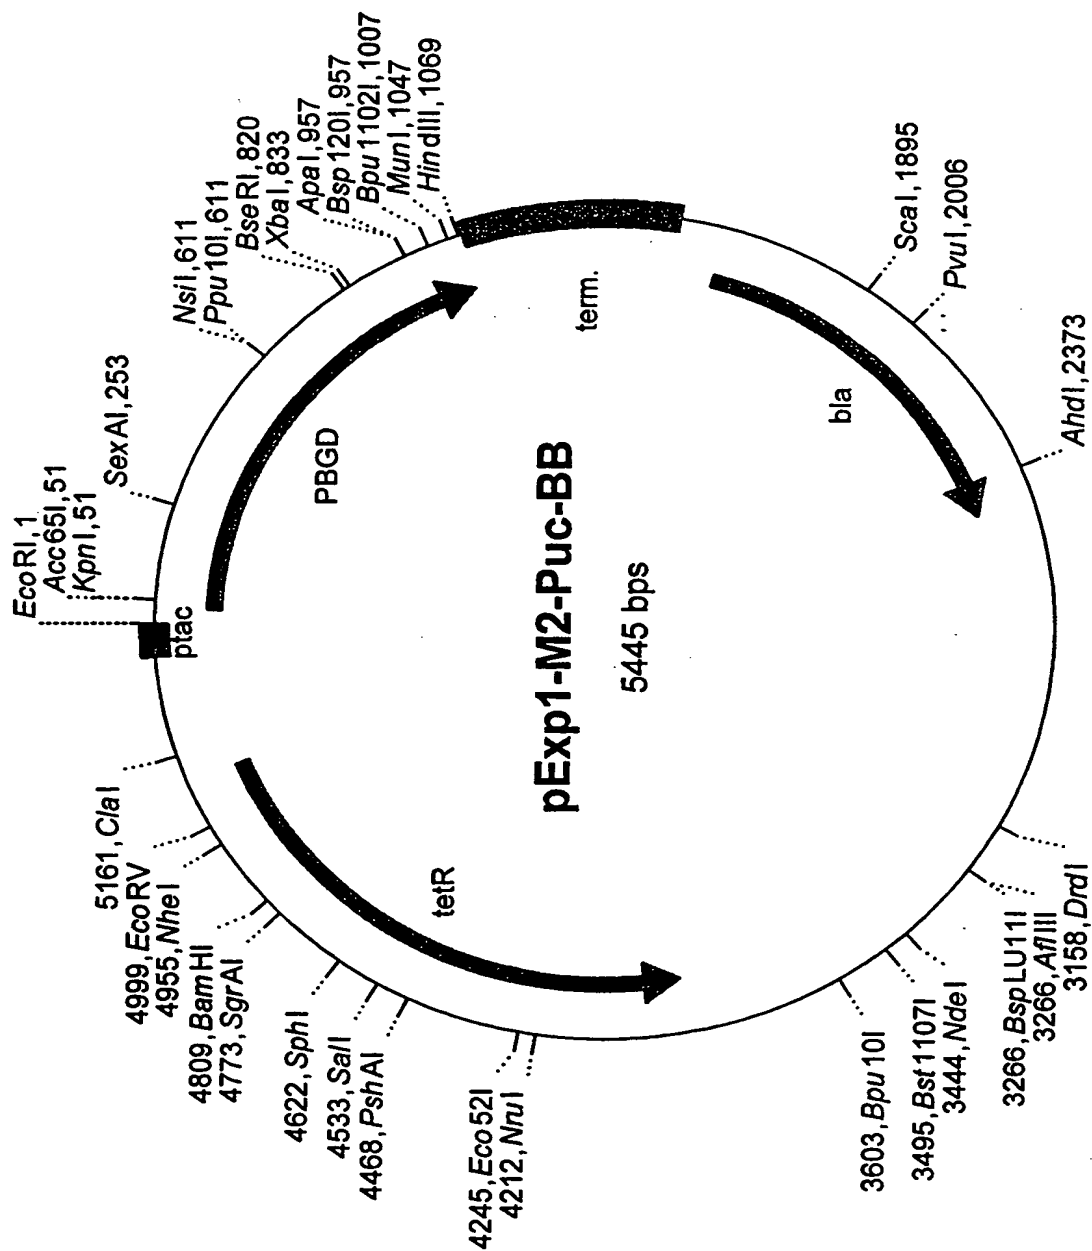 EcoRI,1
Acc65I,51
KpnI,51
SexAI,253
NsiI,611
Ppu10I,611
BseRI,820
XbaI,833
ApaI,957
Bsp120I,957
Bpu1102I,1007
MunI,1047
HindIII,1069
ScaI,1895
PvuI,2006
AhdI,2373
3158,DrdI
3266,AflIII
3266,BspLU11I
3444,NdeI
3495,Bst1107I
3603,Bpu10I
4212,NruI
4245,Eco52I
4468,PshAI
4533,SalI
4622,SphI
4773,SgrAI
4809,BamHI
4955,NheI
4999,EcoRV
5161,ClaI
ptac
PBGD
term.
bla
tetR
pExp1-M2-Puc-BB
5445 bps